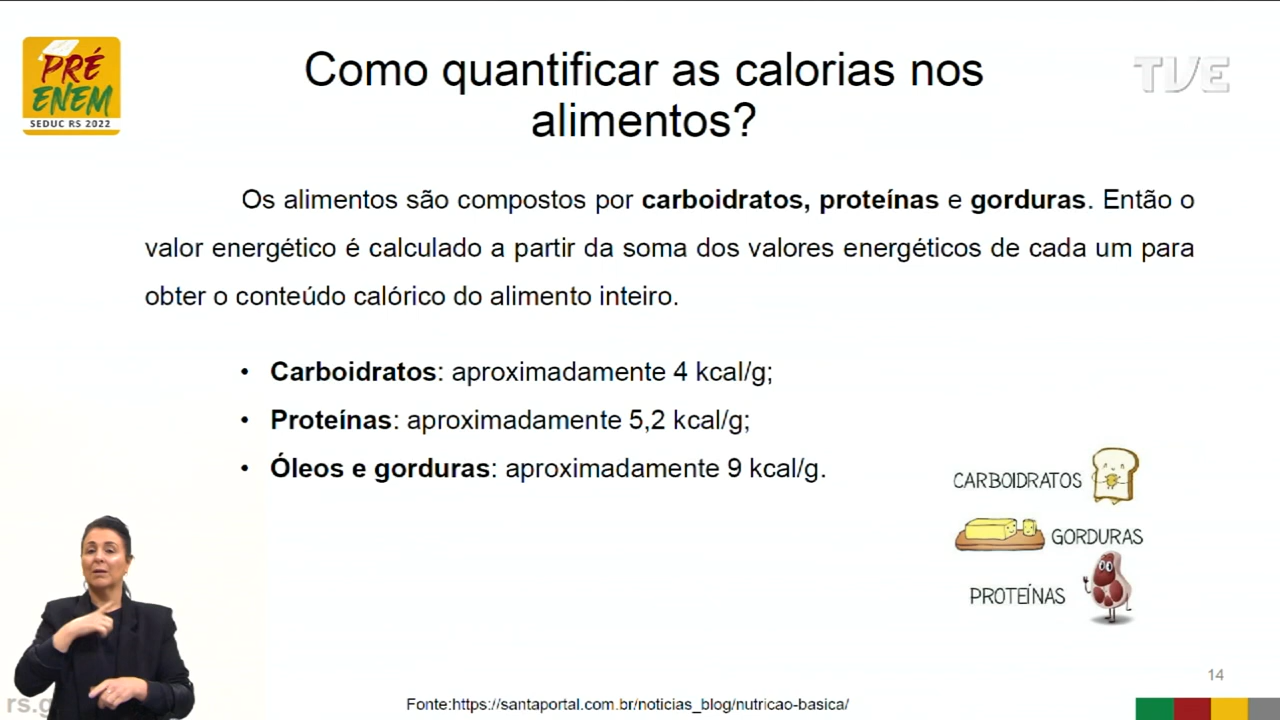 PRÉ
ENEM
SEDUC RS 2022
Como quantificar as calorias nos
alimentos?
TVE
Os alimentos são compostos por carboidratos, proteínas e gorduras. Então o
valor energético é calculado a partir da soma dos valores energéticos de cada um para
obter o conteúdo calórico do alimento inteiro.
• Carboidratos: aproximadamente 4 kcal/g;
• Proteínas: aproximadamente 5,2 kcal/g;
• Óleos e gorduras: aproximadamente 9 kcal/g.
CARBOIDRATOS
GORDURAS
PROTEÍNAS
14
rs.g
Fonte:https://santaportal.com.br/noticias_blog/nutricao-basica/